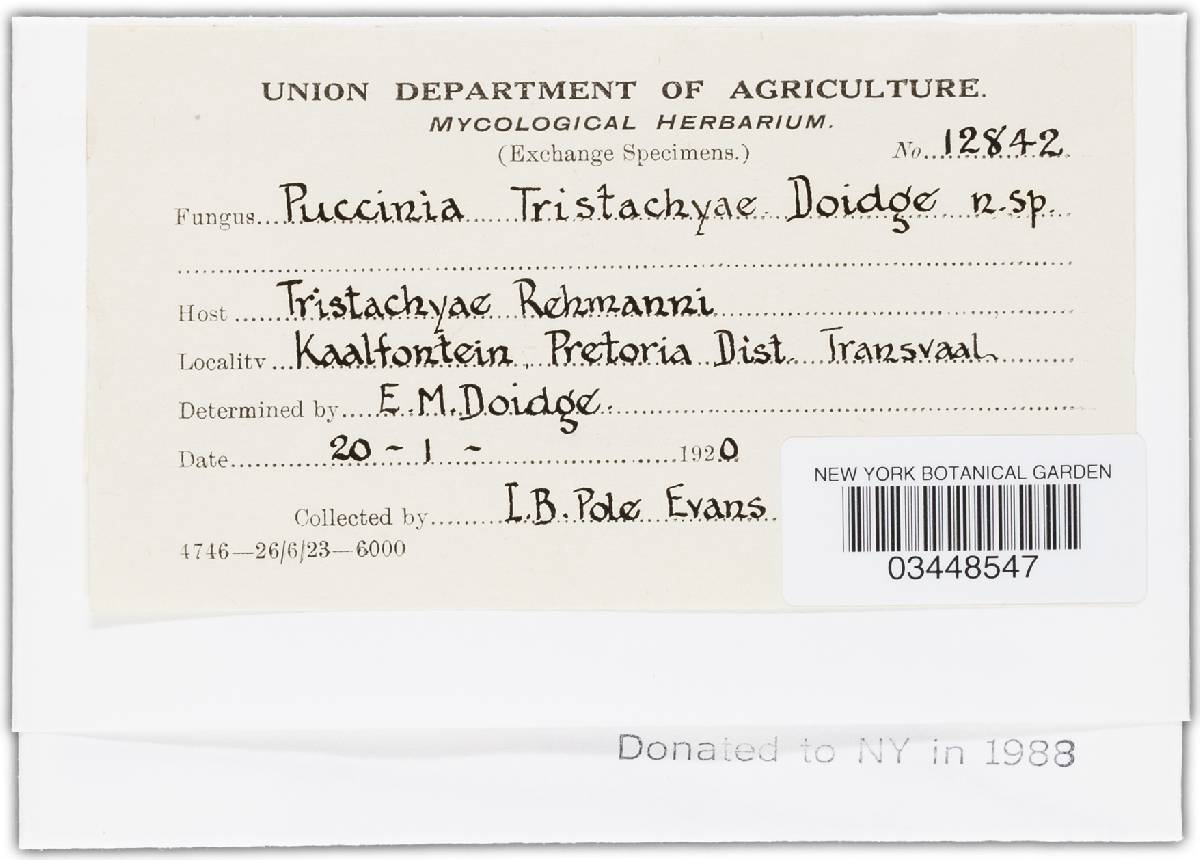 UNION DEPARTMENT OF AGRICULTURE.
MYCOLOGICAL HERBARIUM.
(Exchange Specimens.)
No. 12842
Fungus Puccinia Tristachyae Doidge n.sp.
Host Tristachyae Rehmanni
Locality Kaalfontein, Pretoria Dist. Transvaal
Determined by E.M. Doidge.
Date 20 - 1 - 1920
Collected by I.B. Pole Evans
4746—26/6/23—6000
NEW YORK BOTANICAL GARDEN
03448547
Donated to NY in 1988